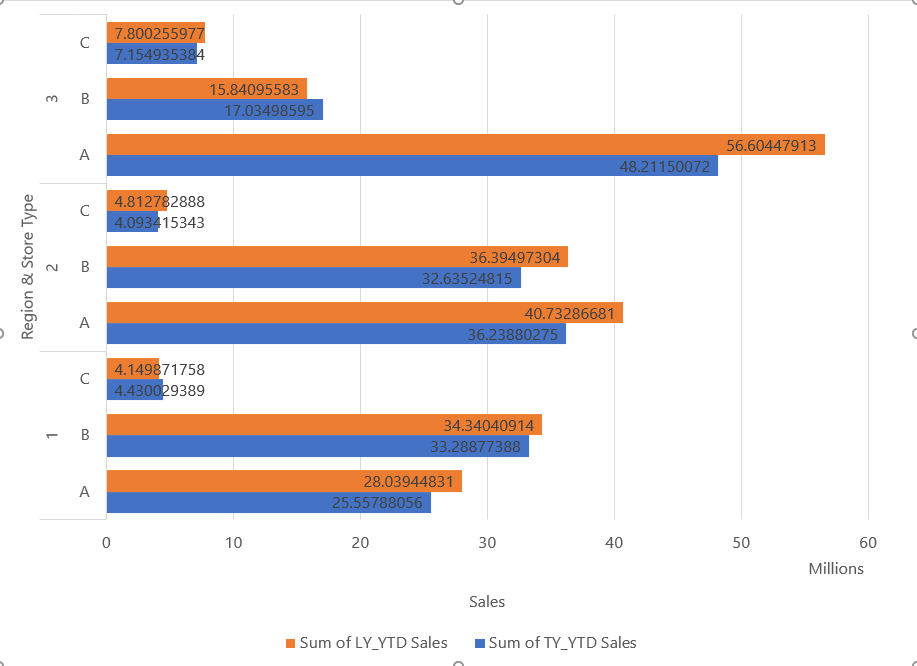 C
7.800255977
7.154935384
3
B
15.84095583
17.03498595
A
56.60447913
48.21150072
C
4.812782888
4.093415343
Region & Store Type
2
B
36.39497304
32.63524815
A
40.73286681
36.23880275
C
4.149871758
4.430029389
1
B
34.34040914
33.28877388
A
28.03944831
25.55788056
0 10 20 30 40 50 60
Millions
Sales
Sum of LY_YTD Sales Sum of TY_YTD Sales